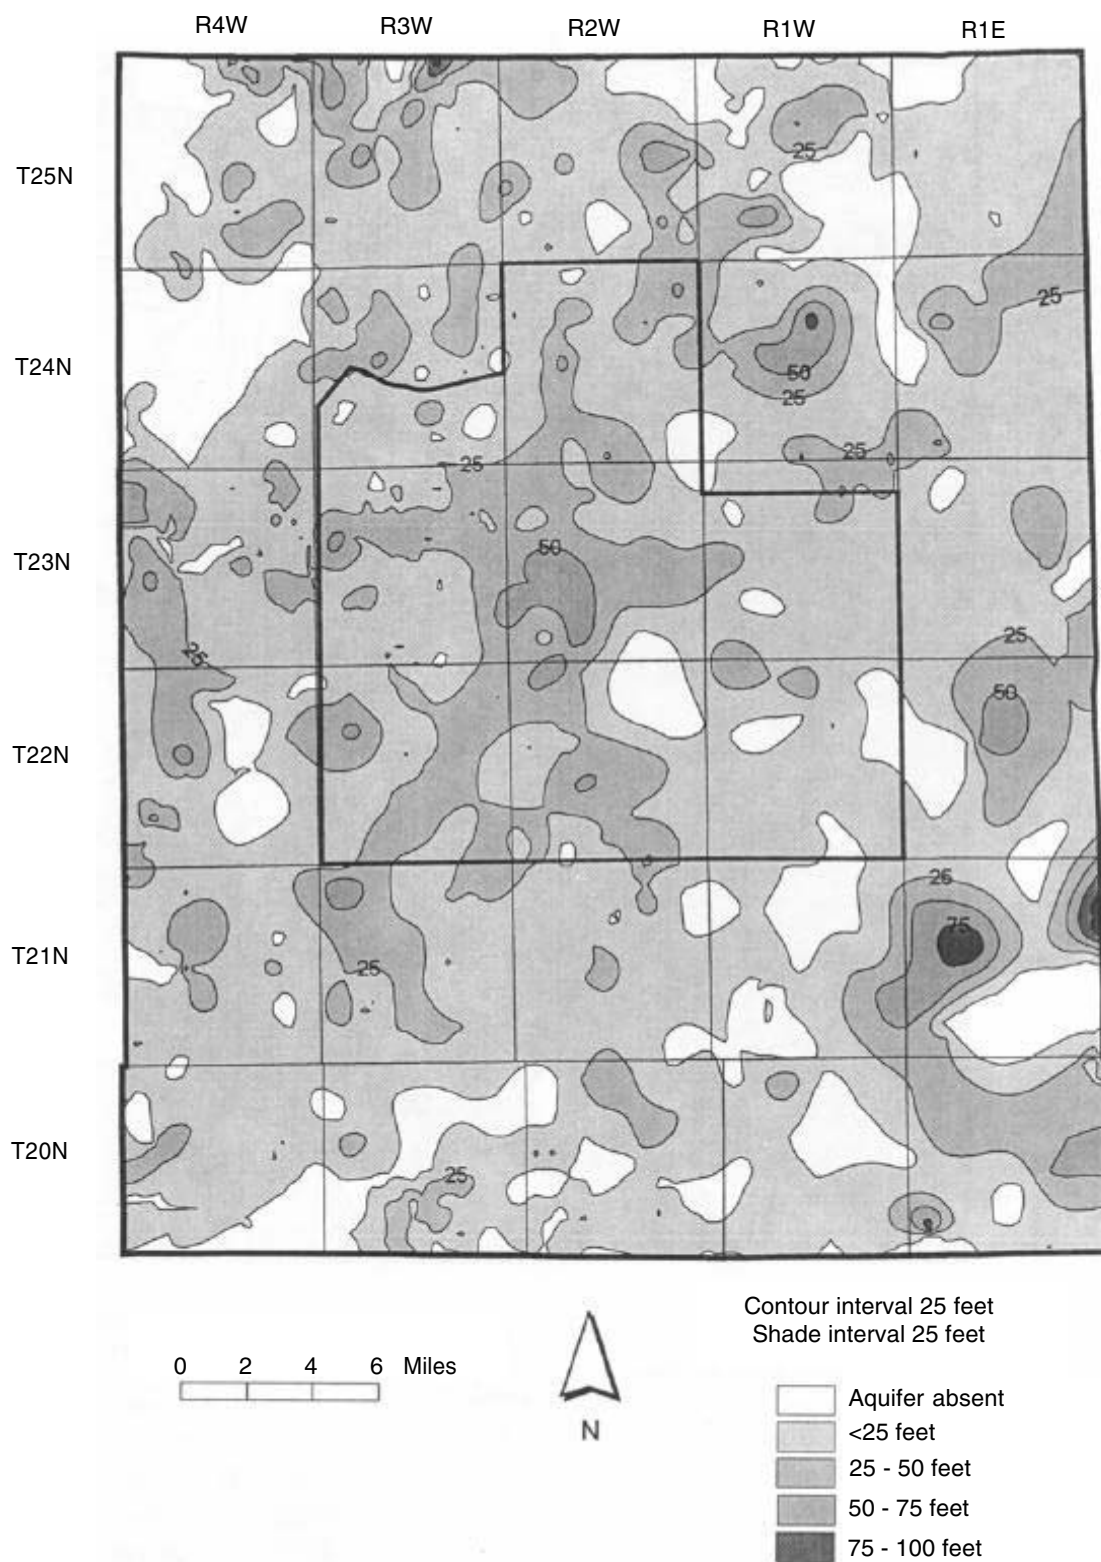 R4W R3W R2W R1W R1E
25
T25N
25
T24N
50
25
25
25
T23N
50
25
25
50
T22N
25
75
T21N
25
T20N
25
Contour interval 25 feet
Shade interval 25 feet
0 2 4 6 Miles
N
Aquifer absent
<25 feet
25 - 50 feet
50 - 75 feet
75 - 100 feet